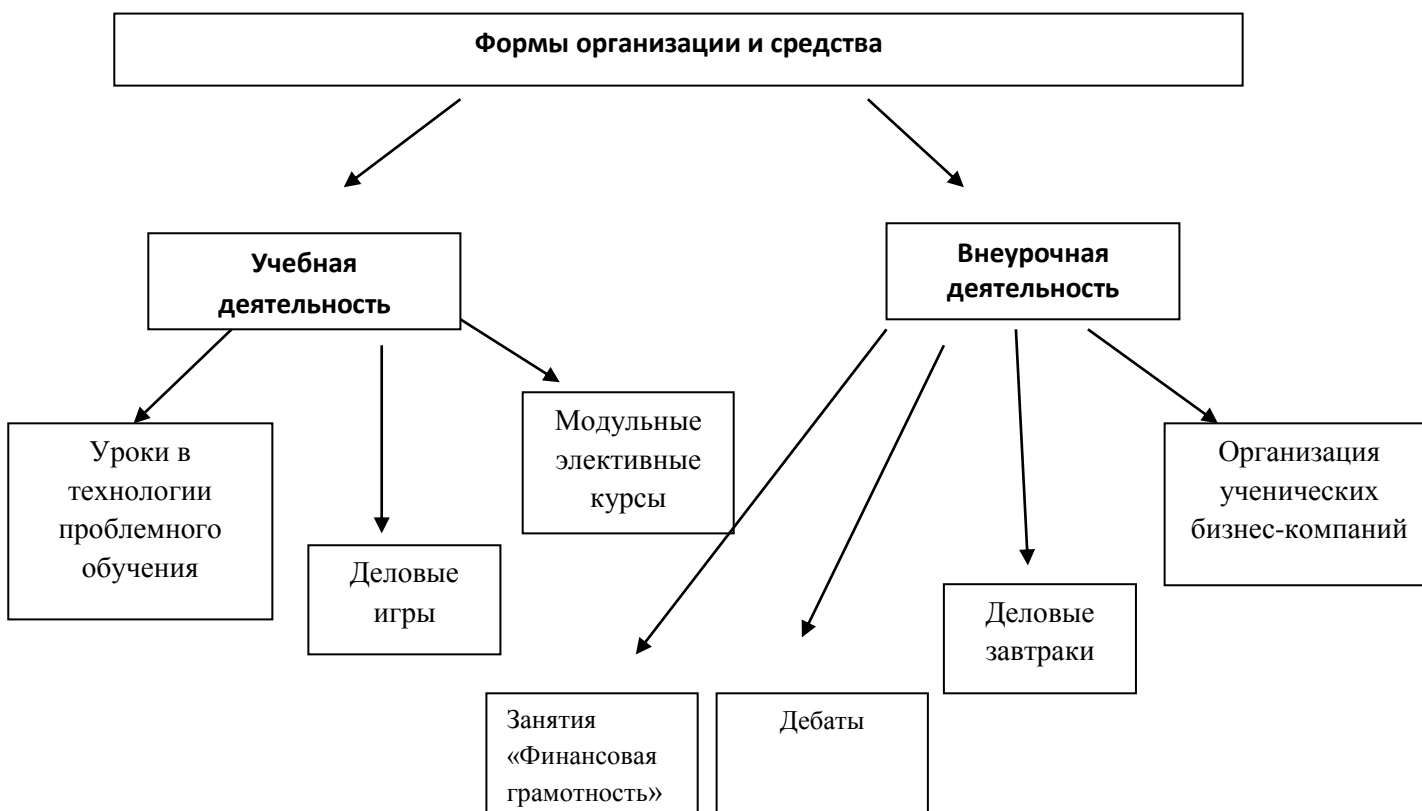 Формы организации и средства
Учебная
деятельность
Внеурочная
деятельность
Уроки в
технологии
проблемного
обучения
Деловые
игры
Модульные
элективные
курсы
Занятия
«Финансовая
грамотность»
Дебаты
Деловые
завтраки
Организация
ученических
бизнес-компаний